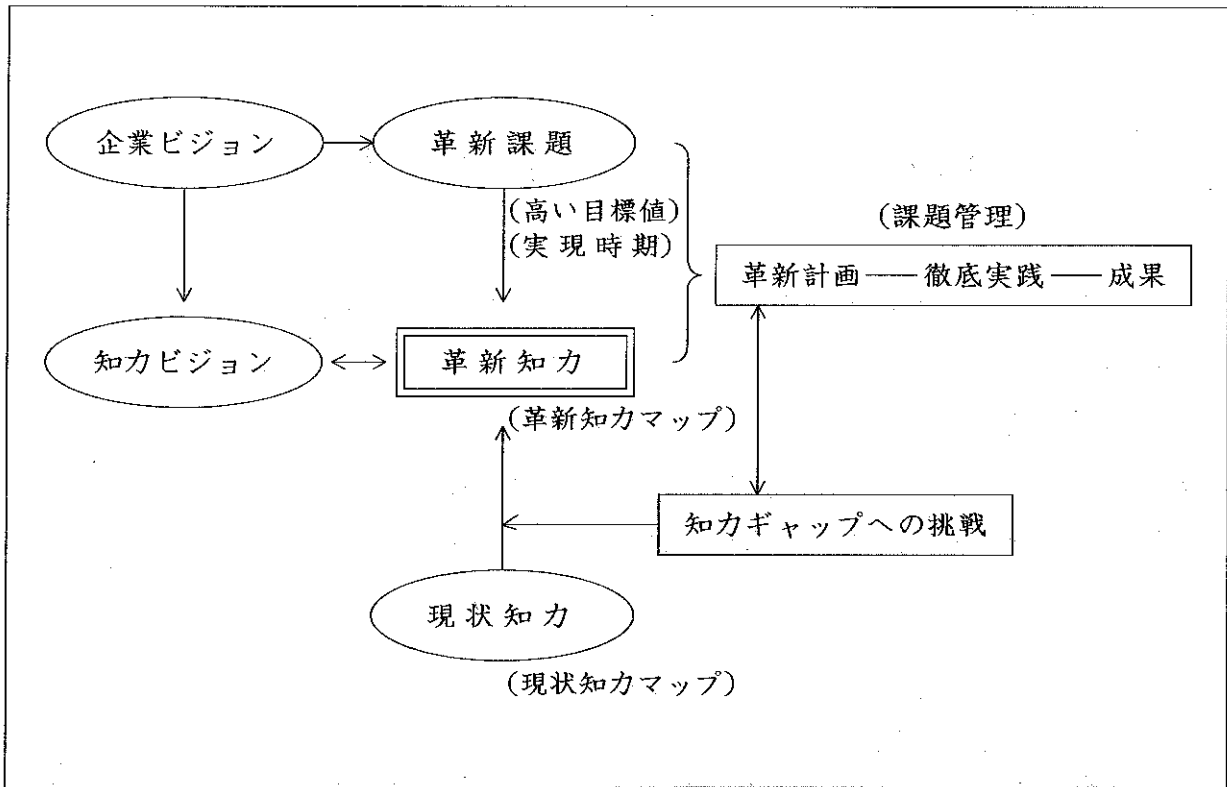 企業ビジョン
革新課題
(高い目標値)
(実現時期)
(課題管理)
革新計画――徹底実践――成果
知力ビジョン
革新知力
(革新知力マップ)
知力ギャップへの挑戦
現状知力
(現状知力マップ)